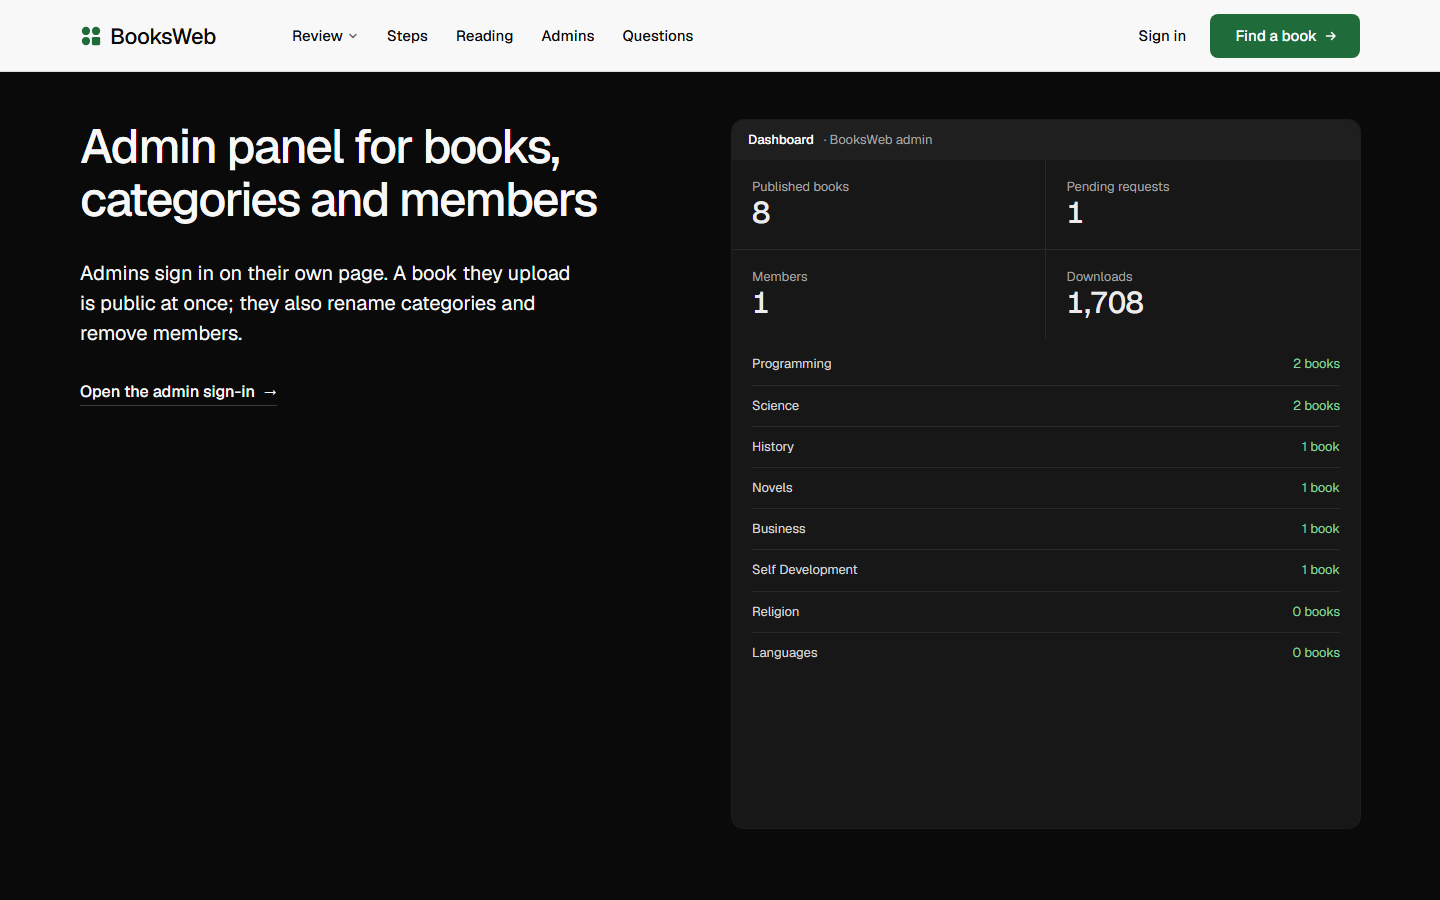 BooksWeb
Review
Steps
Reading
Admins
Questions
Sign in
Find a book →
Admin panel for books,
categories and members
Admins sign in on their own page. A book they upload
is public at once; they also rename categories and
remove members.
Open the admin sign-in →
Dashboard · BooksWeb admin
Published books
8
Pending requests
1
Members
1
Downloads
1,708
Programming 2 books
Science 2 books
History 1 book
Novels 1 book
Business 1 book
Self Development 1 book
Religion 0 books
Languages 0 books